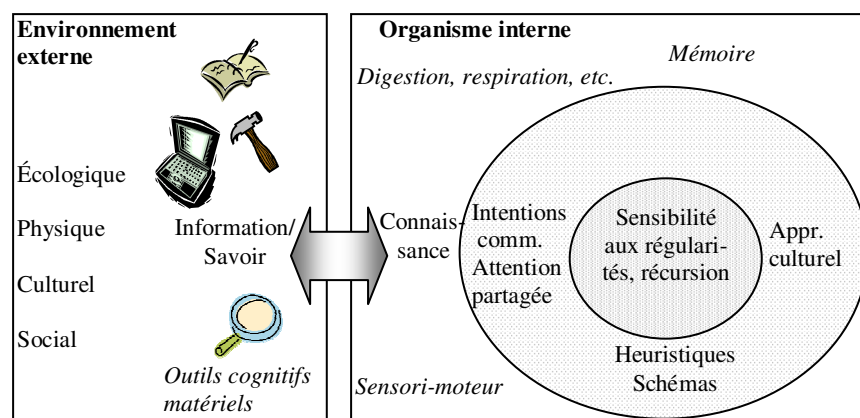 Environnement
externe
Écologique
Physique
Culturel
Social
Information/
Savoir
Outils cognitifs
matériels
Organisme interne
Mémoire
Digestion, respiration, etc.
Connais-
sance
Intentions
comm.
Attention
partagée
Sensibilité
aux régulari-
tés, récursion
Appr.
culturel
Heuristiques
Schémas
Sensori-moteur